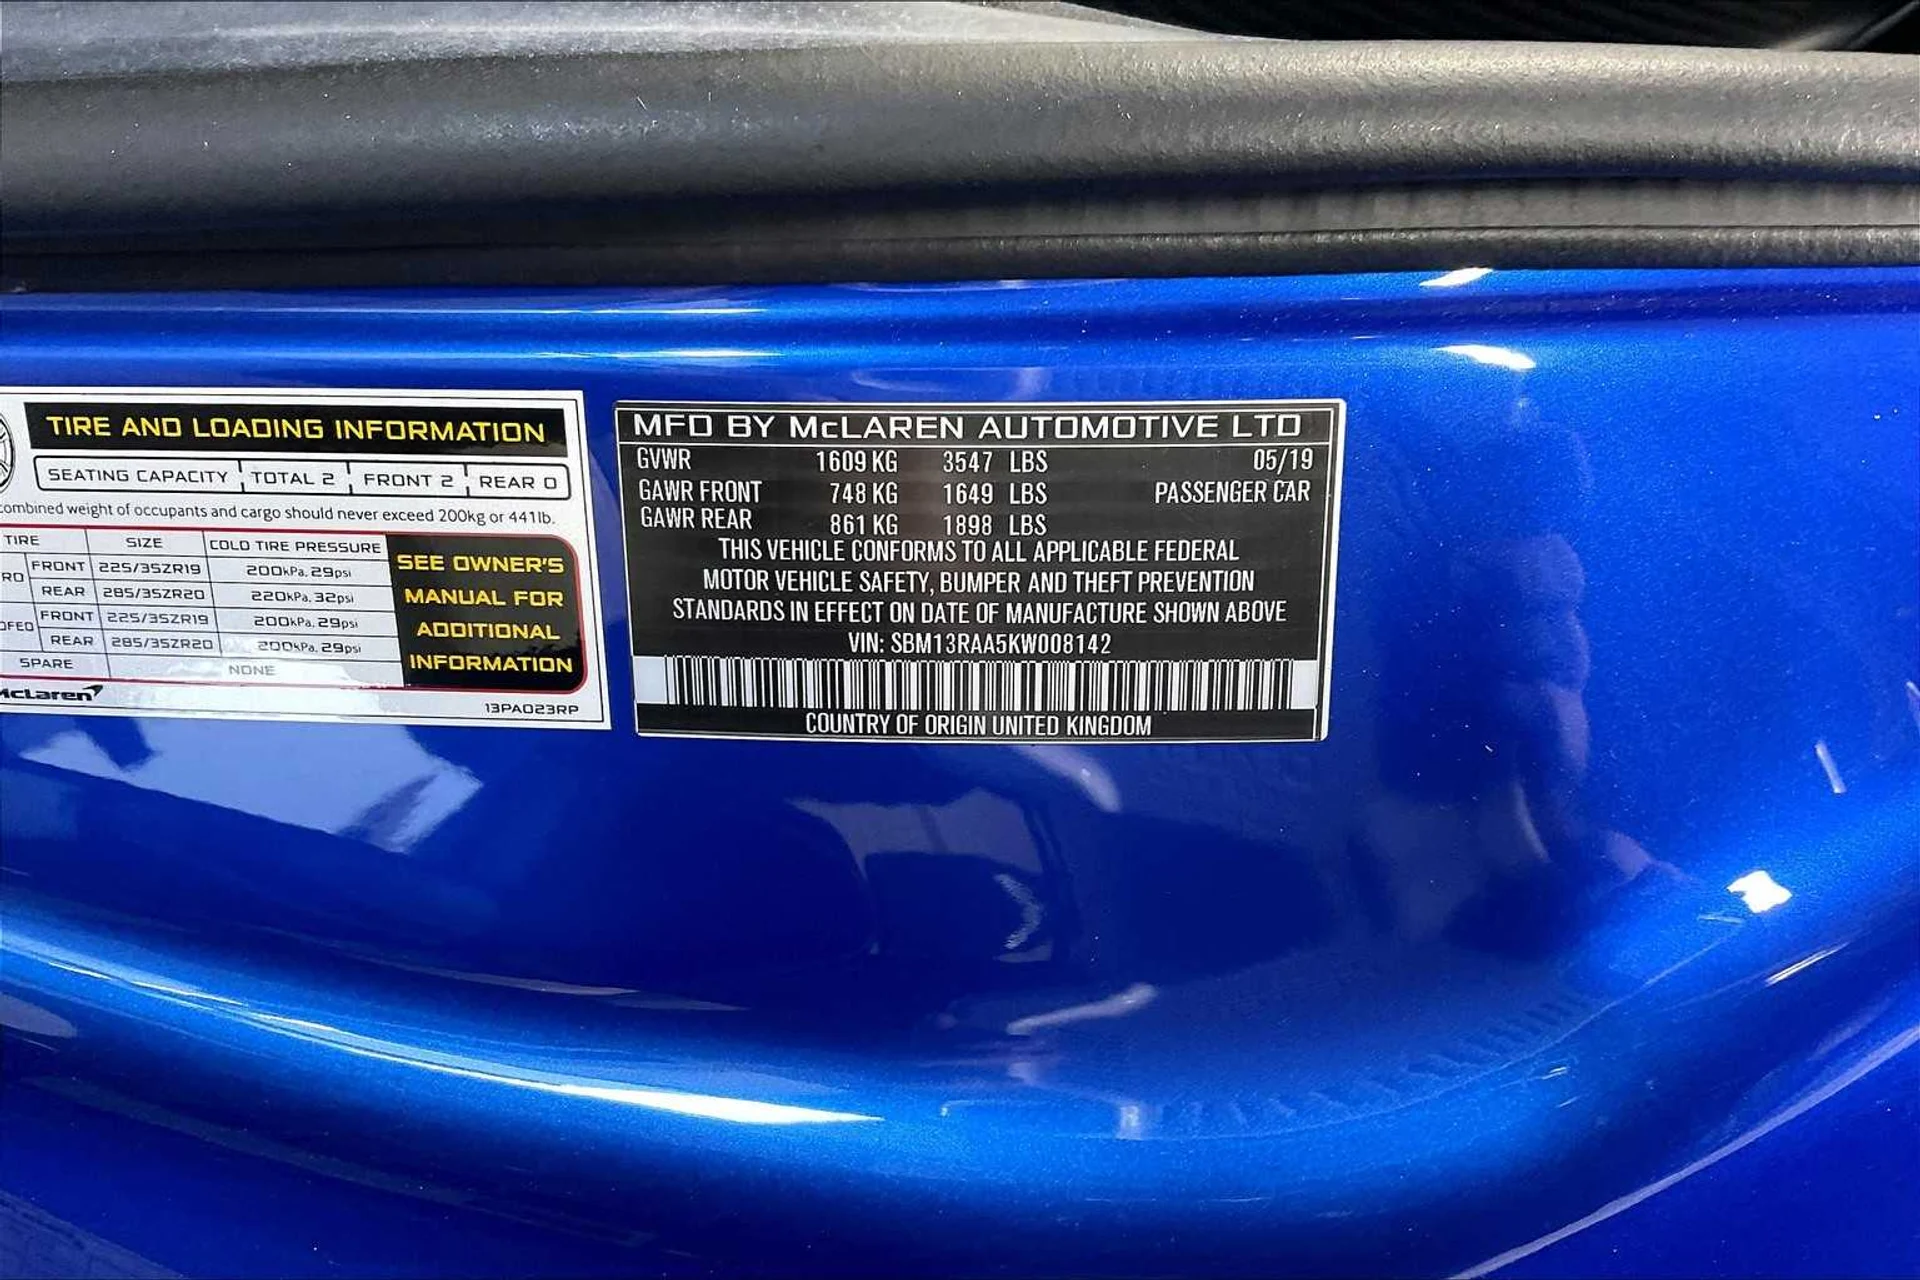 TIRE AND LOADING INFORMATION
SEATING CAPACITY TOTAL 2 FRONT 2 REAR 0
combined weight of occupants and cargo should never exceed 200kg or 441lb.
TIRE SIZE COLD TIRE PRESSURE
FRONT 225/35ZR19 200kPa, 29psi
REAR 285/35ZR20 220kPa, 32psi
FRONT 225/35ZR19 200kPa, 29psi
REAR 285/35ZR20 200kPa, 29psi
SPARE NONE
SEE OWNER'S
MANUAL FOR
ADDITIONAL
INFORMATION
McLaren
13PA023RP
MFD BY McLAREN AUTOMOTIVE LTD
GVWR 1609 KG 3547 LBS 05/19
GAWR FRONT 748 KG 1649 LBS PASSENGER CAR
GAWR REAR 861 KG 1898 LBS
THIS VEHICLE CONFORMS TO ALL APPLICABLE FEDERAL
MOTOR VEHICLE SAFETY, BUMPER AND THEFT PREVENTION
STANDARDS IN EFFECT ON DATE OF MANUFACTURE SHOWN ABOVE
VIN: SBM13RAA5KW008142
COUNTRY OF ORIGIN UNITED KINGDOM